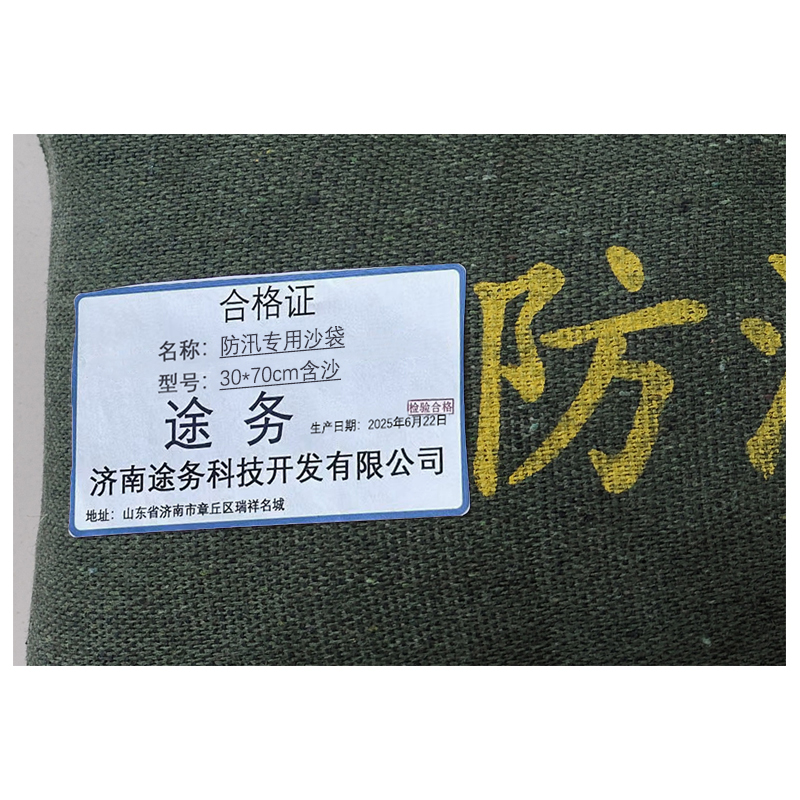 合格证
名称：防汛专用沙袋
型号：30*70cm含沙
检验合格
途务 生产日期：2025年6月22日
济南途务科技开发有限公司
地址：山东省济南市章丘区瑞祥名城
防